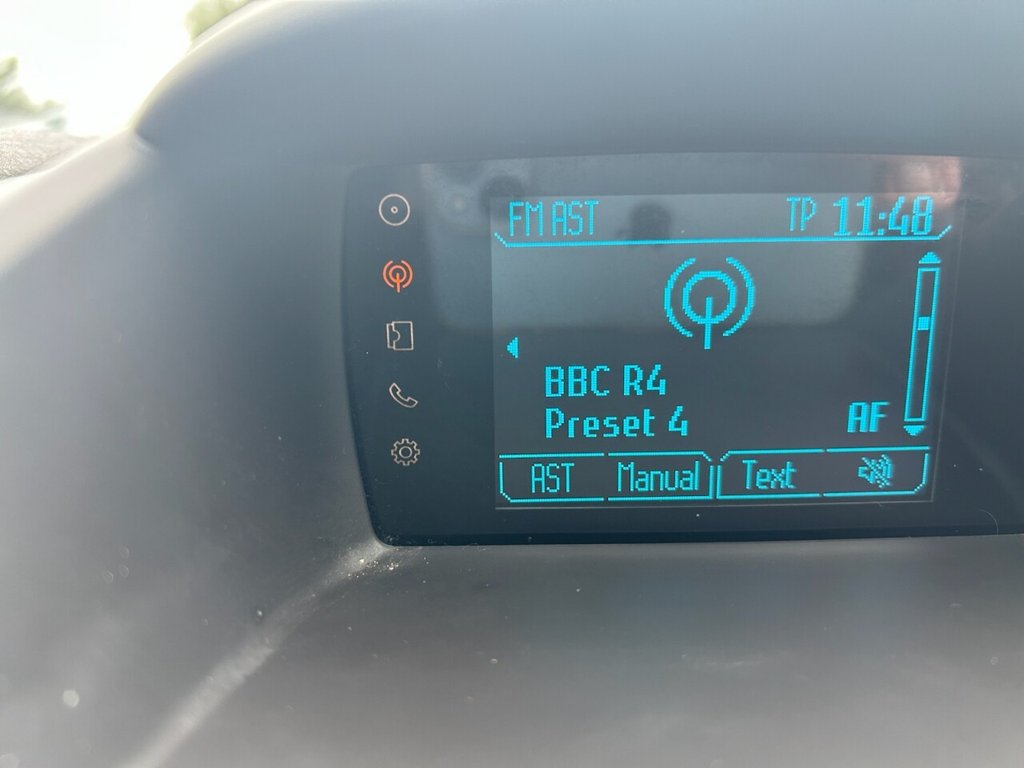 FM AST TP 11:48
BBC R4
Preset 4 AF
AST Manual Text